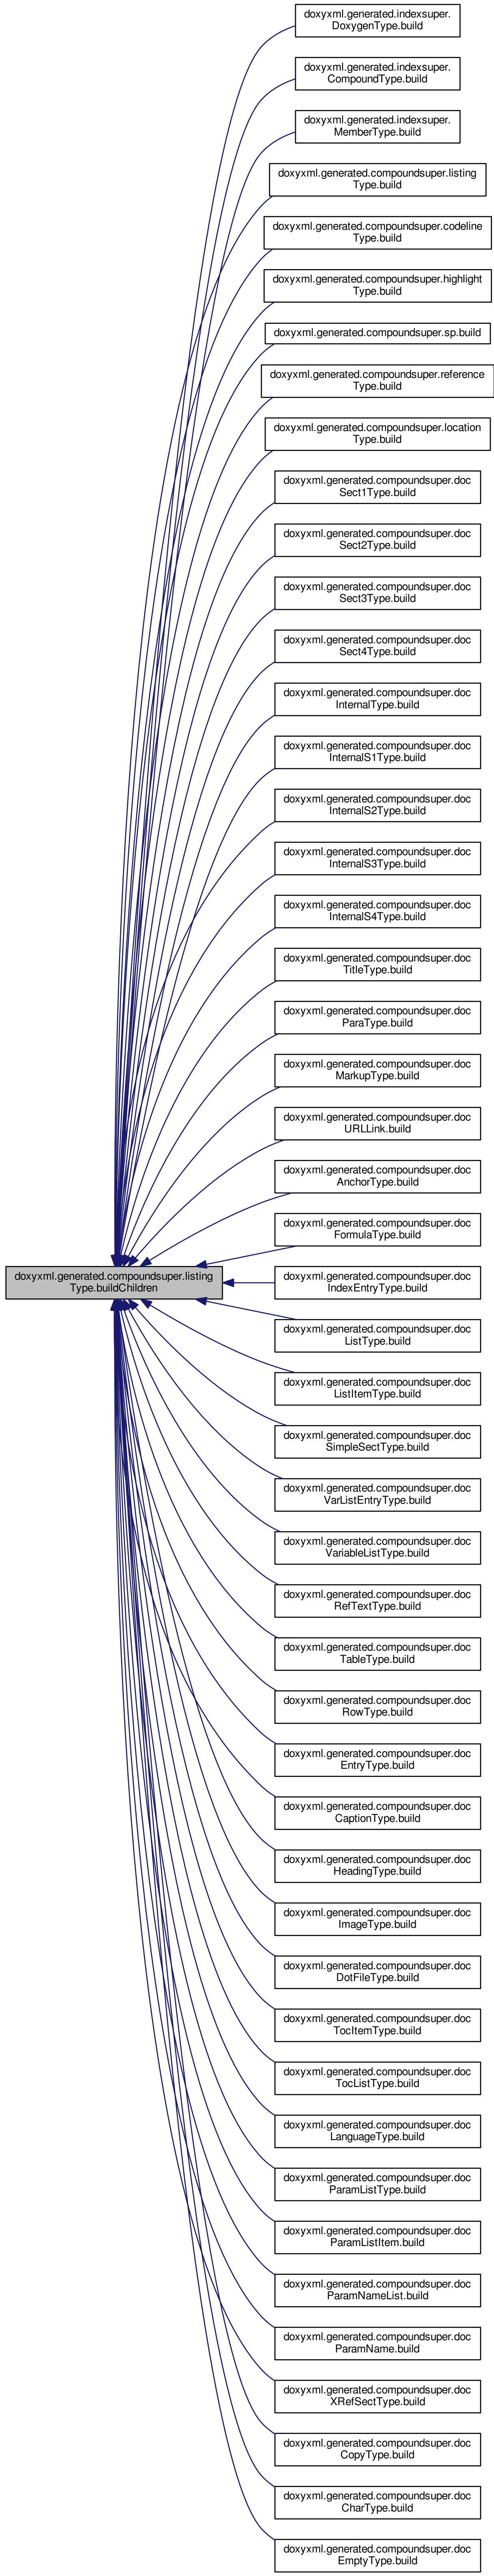 doxyxml.generated.indexsuper.
DoxygenType.build
doxyxml.generated.indexsuper.
CompoundType.build
doxyxml.generated.indexsuper.
MemberType.build
doxyxml.generated.compoundsuper.listing
Type.build
doxyxml.generated.compoundsuper.codeline
Type.build
doxyxml.generated.compoundsuper.highlight
Type.build
doxyxml.generated.compoundsuper.sp.build
doxyxml.generated.compoundsuper.reference
Type.build
doxyxml.generated.compoundsuper.location
Type.build
doxyxml.generated.compoundsuper.doc
Sect1Type.build
doxyxml.generated.compoundsuper.doc
Sect2Type.build
doxyxml.generated.compoundsuper.doc
Sect3Type.build
doxyxml.generated.compoundsuper.doc
Sect4Type.build
doxyxml.generated.compoundsuper.doc
InternalType.build
doxyxml.generated.compoundsuper.doc
InternalS1Type.build
doxyxml.generated.compoundsuper.doc
InternalS2Type.build
doxyxml.generated.compoundsuper.doc
InternalS3Type.build
doxyxml.generated.compoundsuper.doc
InternalS4Type.build
doxyxml.generated.compoundsuper.doc
TitleType.build
doxyxml.generated.compoundsuper.doc
ParaType.build
doxyxml.generated.compoundsuper.doc
MarkupType.build
doxyxml.generated.compoundsuper.doc
URLLink.build
doxyxml.generated.compoundsuper.doc
AnchorType.build
doxyxml.generated.compoundsuper.doc
FormulaType.build
doxyxml.generated.compoundsuper.listing
Type.buildChildren
doxyxml.generated.compoundsuper.doc
IndexEntryType.build
doxyxml.generated.compoundsuper.doc
ListType.build
doxyxml.generated.compoundsuper.doc
ListItemType.build
doxyxml.generated.compoundsuper.doc
SimpleSectType.build
doxyxml.generated.compoundsuper.doc
VarListEntryType.build
doxyxml.generated.compoundsuper.doc
VariableListType.build
doxyxml.generated.compoundsuper.doc
RefTextType.build
doxyxml.generated.compoundsuper.doc
TableType.build
doxyxml.generated.compoundsuper.doc
RowType.build
doxyxml.generated.compoundsuper.doc
EntryType.build
doxyxml.generated.compoundsuper.doc
CaptionType.build
doxyxml.generated.compoundsuper.doc
HeadingType.build
doxyxml.generated.compoundsuper.doc
ImageType.build
doxyxml.generated.compoundsuper.doc
DotFileType.build
doxyxml.generated.compoundsuper.doc
TocItemType.build
doxyxml.generated.compoundsuper.doc
TocListType.build
doxyxml.generated.compoundsuper.doc
LanguageType.build
doxyxml.generated.compoundsuper.doc
ParamListType.build
doxyxml.generated.compoundsuper.doc
ParamListItem.build
doxyxml.generated.compoundsuper.doc
ParamNameList.build
doxyxml.generated.compoundsuper.doc
ParamName.build
doxyxml.generated.compoundsuper.doc
XRefSectType.build
doxyxml.generated.compoundsuper.doc
CopyType.build
doxyxml.generated.compoundsuper.doc
CharType.build
doxyxml.generated.compoundsuper.doc
EmptyType.build